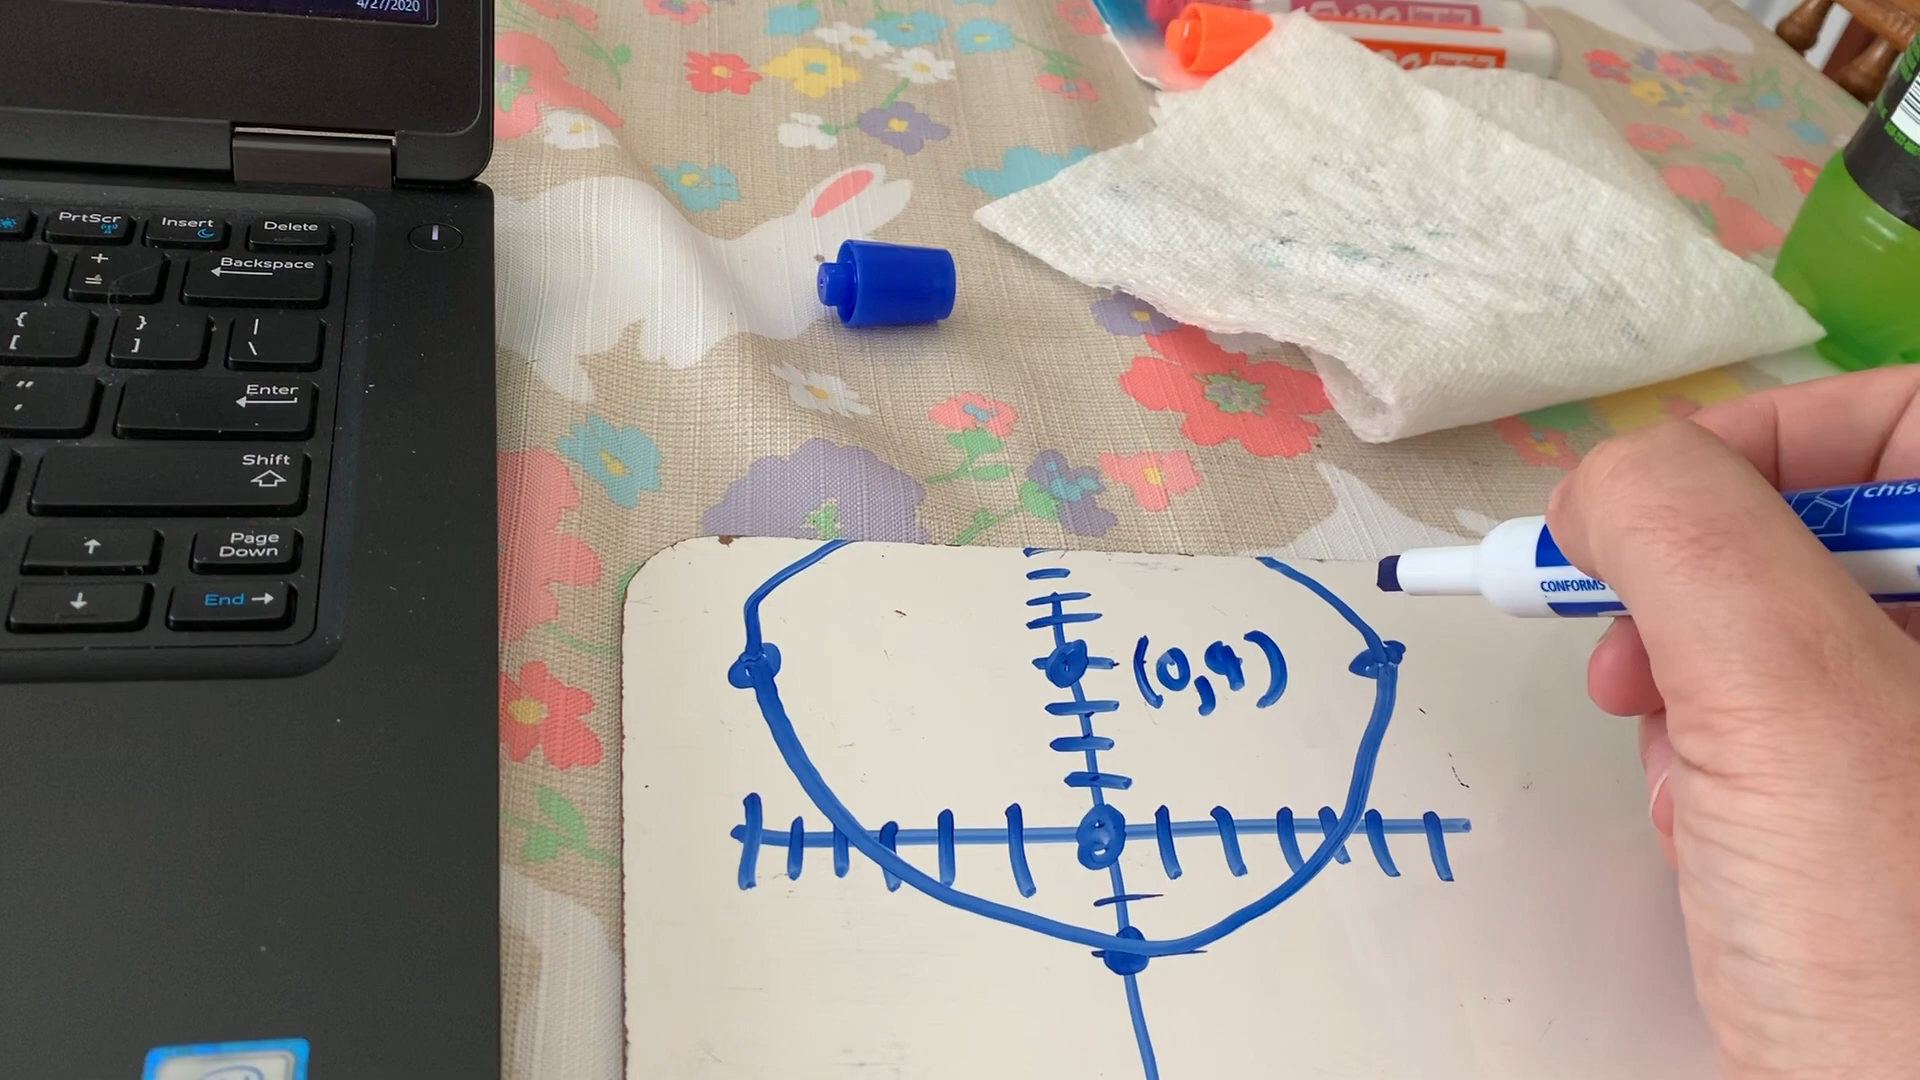 4/27/2020
PrtScr
Insert
Delete
+
=
Backspace
{
[
}
]
|
\
"
'
Enter
Shift
Page
Down
End
chis
CONFORMS
(0,4)